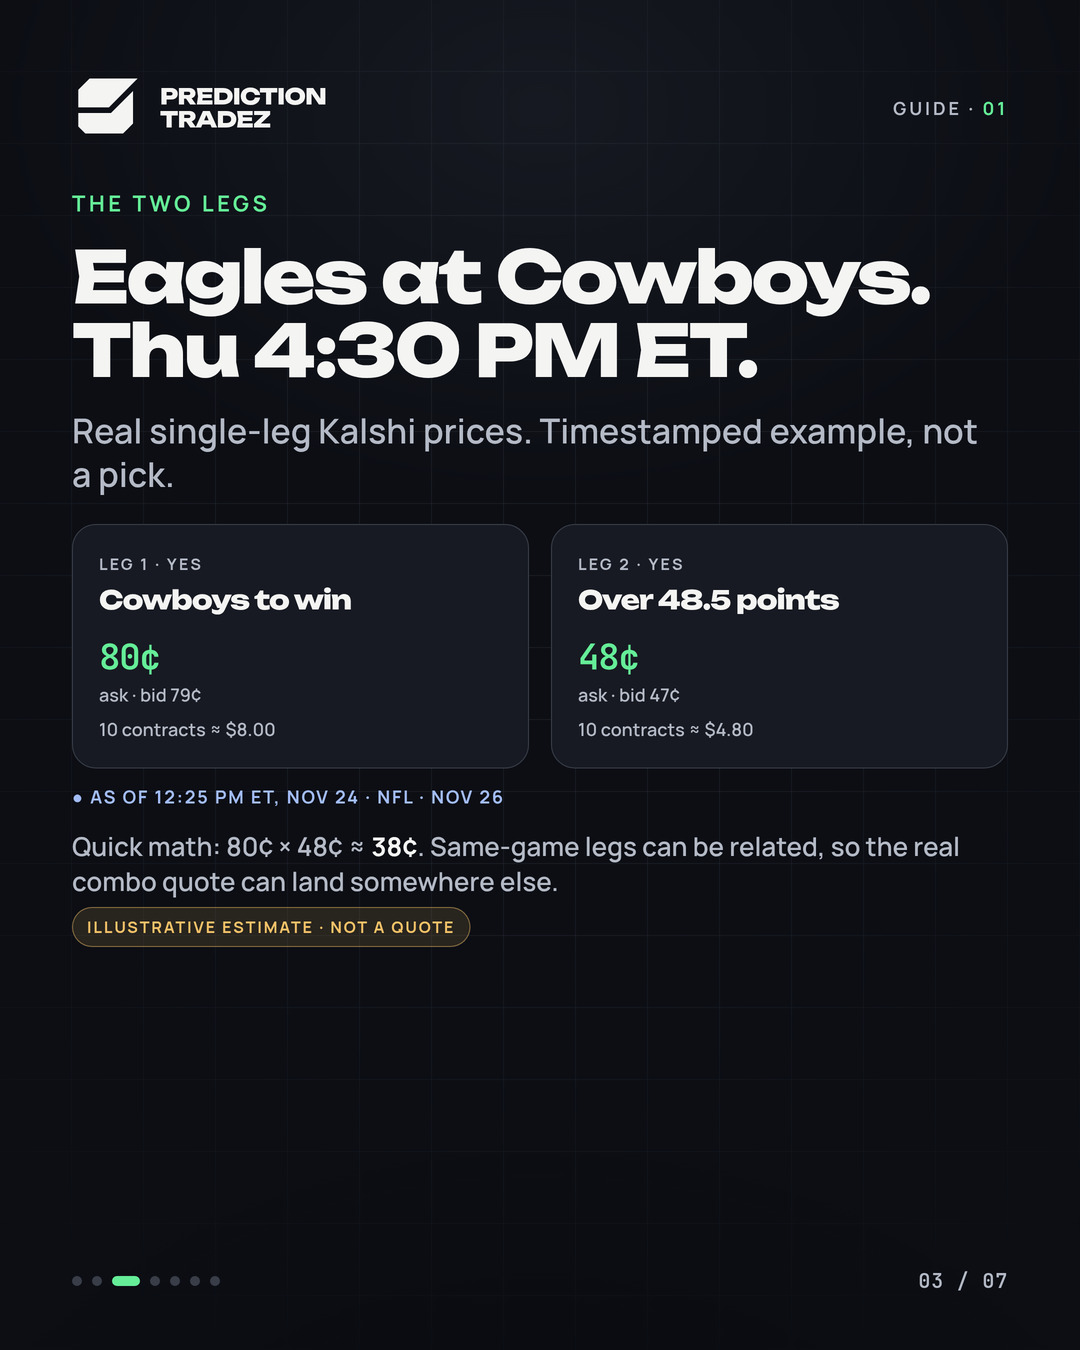 PREDICTION
TRADEZ
GUIDE · 01
THE TWO LEGS
Eagles at Cowboys.
Thu 4:30 PM ET.
Real single-leg Kalshi prices. Timestamped example, not
a pick.
LEG 1 · YES
Cowboys to win
80¢
ask · bid 79¢
10 contracts ≈ $8.00
LEG 2 · YES
Over 48.5 points
48¢
ask · bid 47¢
10 contracts ≈ $4.80
● AS OF 12:25 PM ET, NOV 24 · NFL · NOV 26
Quick math: 80¢ × 48¢ ≈ 38¢. Same-game legs can be related, so the real
combo quote can land somewhere else.
ILLUSTRATIVE ESTIMATE · NOT A QUOTE
03 / 07